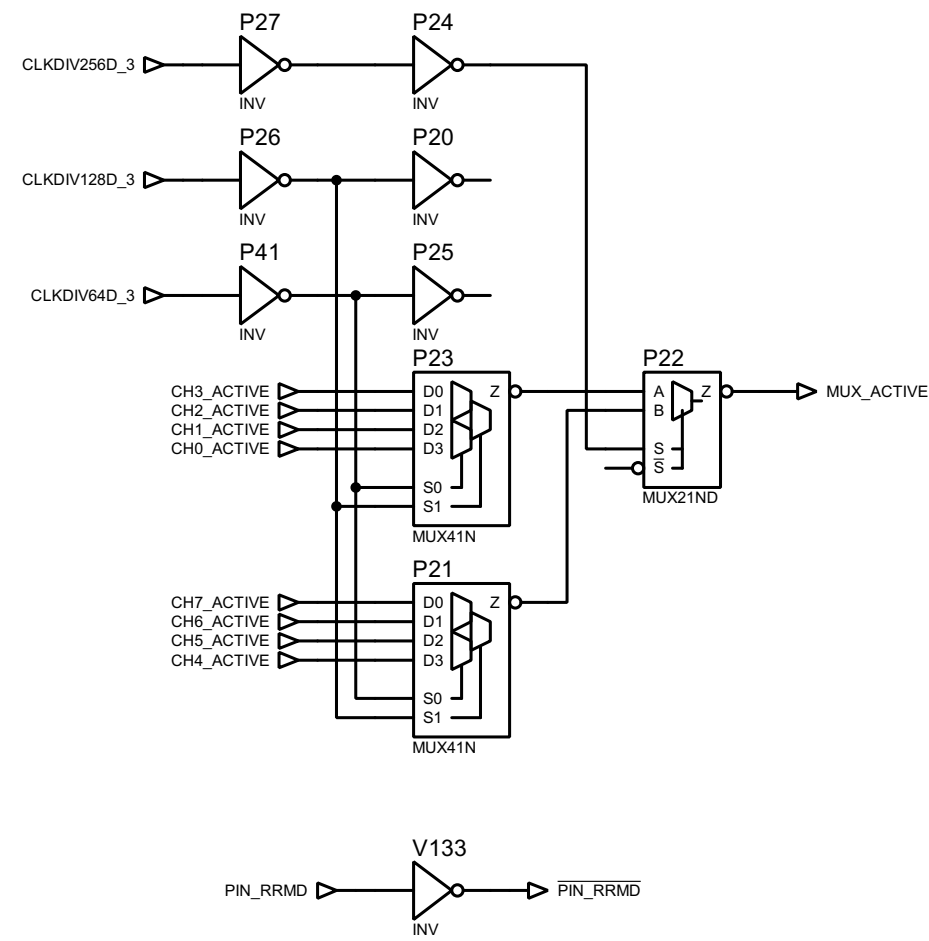 P27
P24
CLKDIV256D_3
INV
INV
P26
P20
CLKDIV128D_3
INV
INV
P41
P25
CLKDIV64D_3
INV
INV
P23
P22
CH3_ACTIVE
D0
Z
A
Z
MUX_ACTIVE
CH2_ACTIVE
D1
B
CH1_ACTIVE
D2
CH0_ACTIVE
D3
S
S̅
S0
S1
MUX21ND
MUX41N
P21
CH7_ACTIVE
D0
Z
CH6_ACTIVE
D1
CH5_ACTIVE
D2
CH4_ACTIVE
D3
S0
S1
MUX41N
V133
PIN_RRMD
P̅I̅N̅_̅R̅R̅M̅D̅
INV